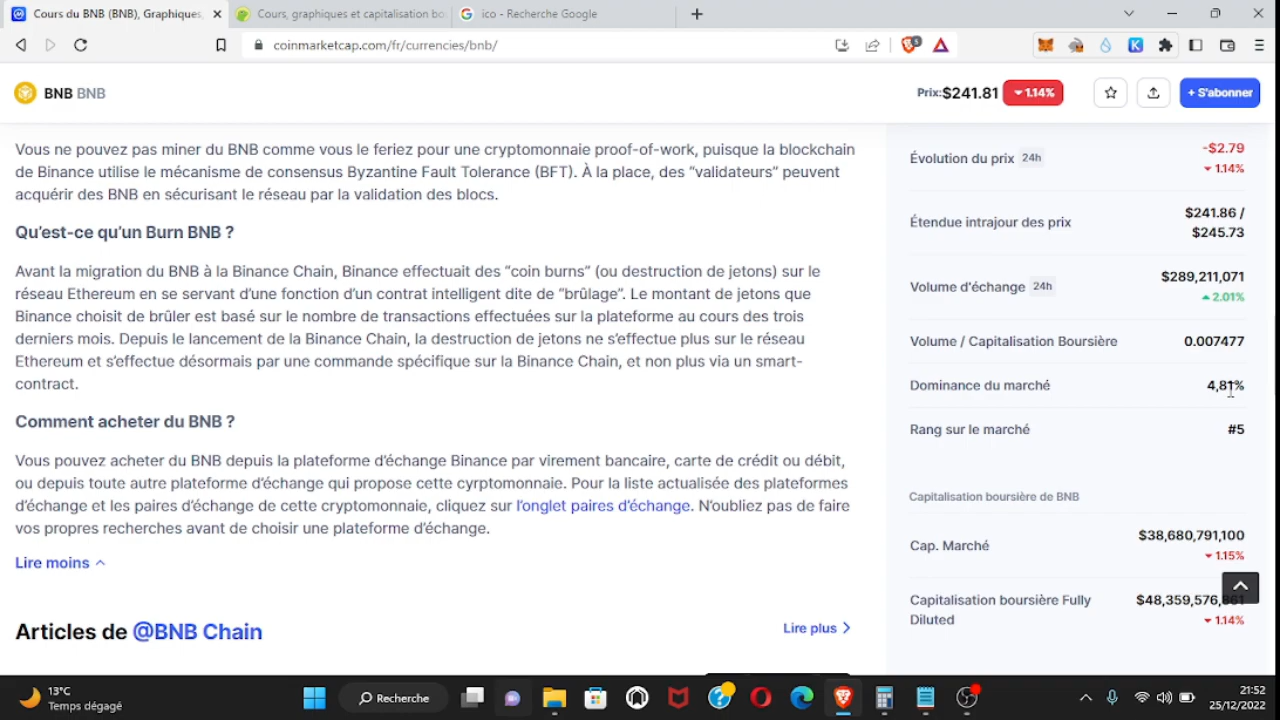 Cours du BNB (BNB), Graphiques,
Cours, graphiques et capitalisation bo
ico - Recherche Google
coinmarketcap.com/fr/currencies/bnb/
5
BNB BNB
Prix:$241.81 1.14%
+ S'abonner
Vous ne pouvez pas miner du BNB comme vous le feriez pour une cryptomonnaie proof-of-work, puisque la blockchain
de Binance utilise le mécanisme de consensus Byzantine Fault Tolerance (BFT). À la place, des “validateurs” peuvent
acquérir des BNB en sécurisant le réseau par la validation des blocs.
Qu’est-ce qu’un Burn BNB ?
Avant la migration du BNB à la Binance Chain, Binance effectuait des “coin burns” (ou destruction de jetons) sur le
réseau Ethereum en se servant d’une fonction d’un contrat intelligent dite de “brûlage”. Le montant de jetons que
Binance choisit de brûler est basé sur le nombre de transactions effectuées sur la plateforme au cours des trois
derniers mois. Depuis le lancement de la Binance Chain, la destruction de jetons ne s’effectue plus sur le réseau
Ethereum et s’effectue désormais par une commande spécifique sur la Binance Chain, et non plus via un smart-
contract.
Comment acheter du BNB ?
Vous pouvez acheter du BNB depuis la plateforme d’échange Binance par virement bancaire, carte de crédit ou débit,
ou depuis toute autre plateforme d’échange qui propose cette cyrptomonnaie. Pour la liste actualisée des plateformes
d’échange et les paires d’échange de cette cryptomonnaie, cliquez sur l’onglet paires d’échange. N’oubliez pas de faire
vos propres recherches avant de choisir une plateforme d’échange.
Lire moins
Articles de @BNB Chain
Lire plus
Évolution du prix 24h
-$2.79
1.14%
Étendue intrajour des prix
$241.86 /
$245.73
Volume d'échange 24h
$289,211,071
2.01%
Volume / Capitalisation Boursière
0.007477
Dominance du marché
4,81%
Rang sur le marché
#5
Capitalisation boursière de BNB
Cap. Marché
$38,680,791,100
1.15%
Capitalisation boursière Fully
Diluted
$48,359,576,861
1.14%
13°C
Temps dégagé
Recherche
21:52
25/12/2022